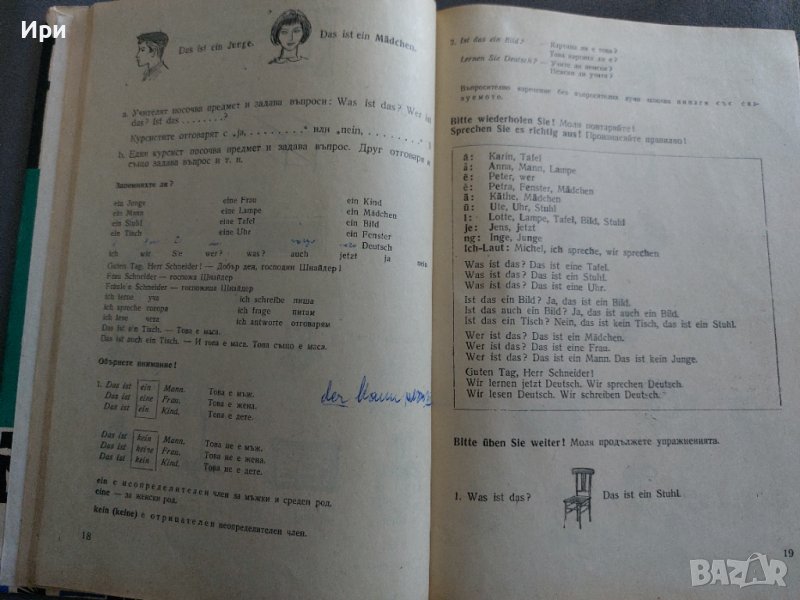 Ири
Das ist ein Junge.
Das ist ein Mädchen.
a. Учителят посочва предмет и задава въпроси: Was ist das? Wer ist
das? Ist das ........?
Курсистите отговарят с „ja, ........." или „nein, ........."
b. Един курсист посочва предмет и задава въпрос. Друг отговаря и
също задава въпрос и т. н.
Запомнихте ли?
ein Junge eine Frau ein Kind
ein Mann eine Lampe ein Mädchen
ein Stuhl eine Tafel ein Bild
ein Tisch eine Uhr ein Fenster
Deutsch
ich wir Sie wer? was? auch jetzt ja nein
Guten Tag, Herr Schneider! — Добър ден, господин Шнайдер!
Frau Schneider — госпожа Шнайдер
Fräulein Schneider — госпожица Шнайдер
ich lerne уча ich schreibe пиша
ich spreche говоря ich frage питам
ich lese чета ich antworte отговарям
Das ist ein Tisch. — Това е маса.
Das ist auch ein Tisch. — И това е маса. Това също е маса.
Обърнете внимание!
1. Das ist ein Mann. Това е мъж.
Das ist eine Frau. Това е жена.
Das ist ein Kind. Това е дете.
der Mann
Das ist kein Mann. Това не е мъж.
Das ist keine Frau. Това не е жена.
Das ist kein Kind. Това не е дете.
ein е неопределителен член за мъжки и среден род.
eine — за женски род.
kein (keine) е отрицателен неопределителен член.
18
2. Ist das ein Bild? — Картина ли е това?
Това картина ли е?
Lernen Sie Deutsch? — Учите ли немски?
Немски ли учите?
Въпросително изречение без въпросителна дума започва винаги със ска-
зуемото.
Bitte wiederholen Sie! Моля повтаряйте!
Sprechen Sie es richtig aus! Произнасяйте правилно!
ā: Karin, Tafel
ă: Anna, Mann, Lampe
ē: Peter, wer
ĕ: Petra, Fenster, Mädchen
ǟ: Käthe, Mädchen
ū: Ule, Uhr, Stuhl
l: Lotte, Lampe, Tafel, Bild, Stuhl
je: Jens, jetzt
ng: Inge, Junge
ich-Laut: Michel, ich spreche, wir sprechen
Was ist das? Das ist eine Tafel.
Was ist das? Das ist ein Stuhl.
Was ist das? Das ist eine Uhr.
Ist das ein Bild? Ja, das ist ein Bild.
Ist das auch ein Bild? Ja, das ist auch ein Bild.
Ist das ein Tisch? Nein, das ist kein Tisch, das ist ein Stuhl.
Wer ist das? Das ist ein Mädchen.
Wer ist das? Das ist eine Frau.
Wer ist das? Das ist ein Mann. Das ist kein Junge.
Guten Tag, Herr Schneider!
Wir lernen jetzt Deutsch. Wir sprechen Deutsch.
Wir lesen Deutsch. Wir schreiben Deutsch.
Bitte üben Sie weiter! Моля продължете упражненията.
1. Was ist das? Das ist ein Stuhl.
19
BAZAR